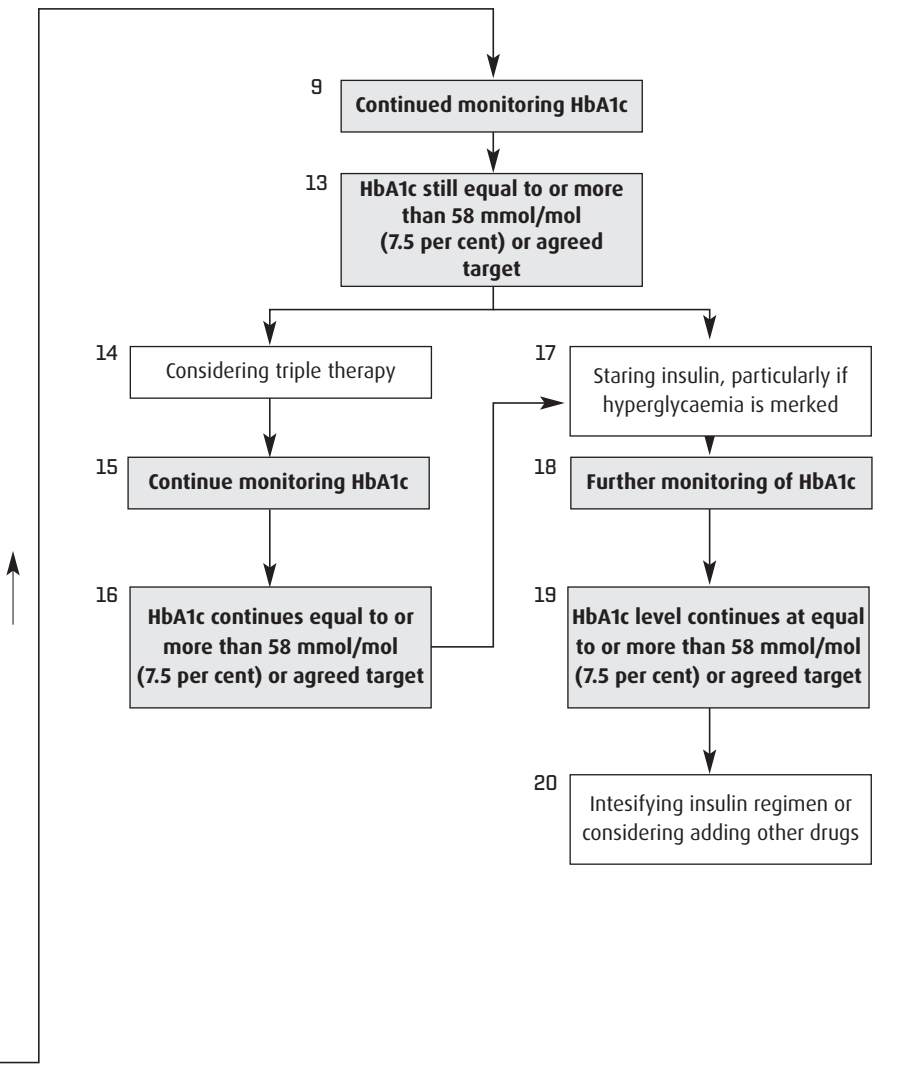 9
Continued monitoring HbA1c
13
HbA1c still equal to or more
than 58 mmol/mol
(7.5 per cent) or agreed
target
14
Considering triple therapy
17
Staring insulin, particularly if
hyperglycaemia is merked
15
Continue monitoring HbA1c
18
Further monitoring of HbA1c
16
HbA1c continues equal to or
more than 58 mmol/mol
(7.5 per cent) or agreed target
19
HbA1c level continues at equal
to or more than 58 mmol/mol
(7.5 per cent) or agreed target
20
Intesifying insulin regimen or
considering adding other drugs